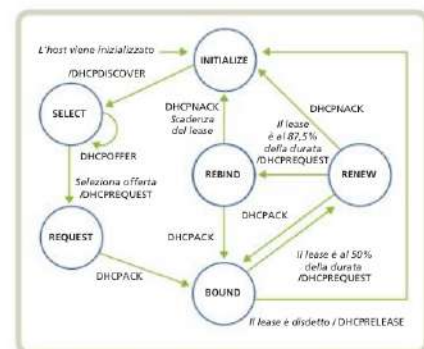 L'host viene inizializzato
INITIALIZE
/DHCPDISCOVER
SELECT
DHCPNACK
Scadenza
del lease
DHCPNACK
Il lease
è al 87,5%
della durata
/DHCPREQUEST
DHCPOFFER
Seleziona offerta
/DHCPREQUEST
REBIND
RENEW
REQUEST
DHCPACK
DHCPACK
DHCPACK
Il lease è al 50%
della durata
/DHCPREQUEST
BOUND
Il lease è disdetto / DHCPRELEASE